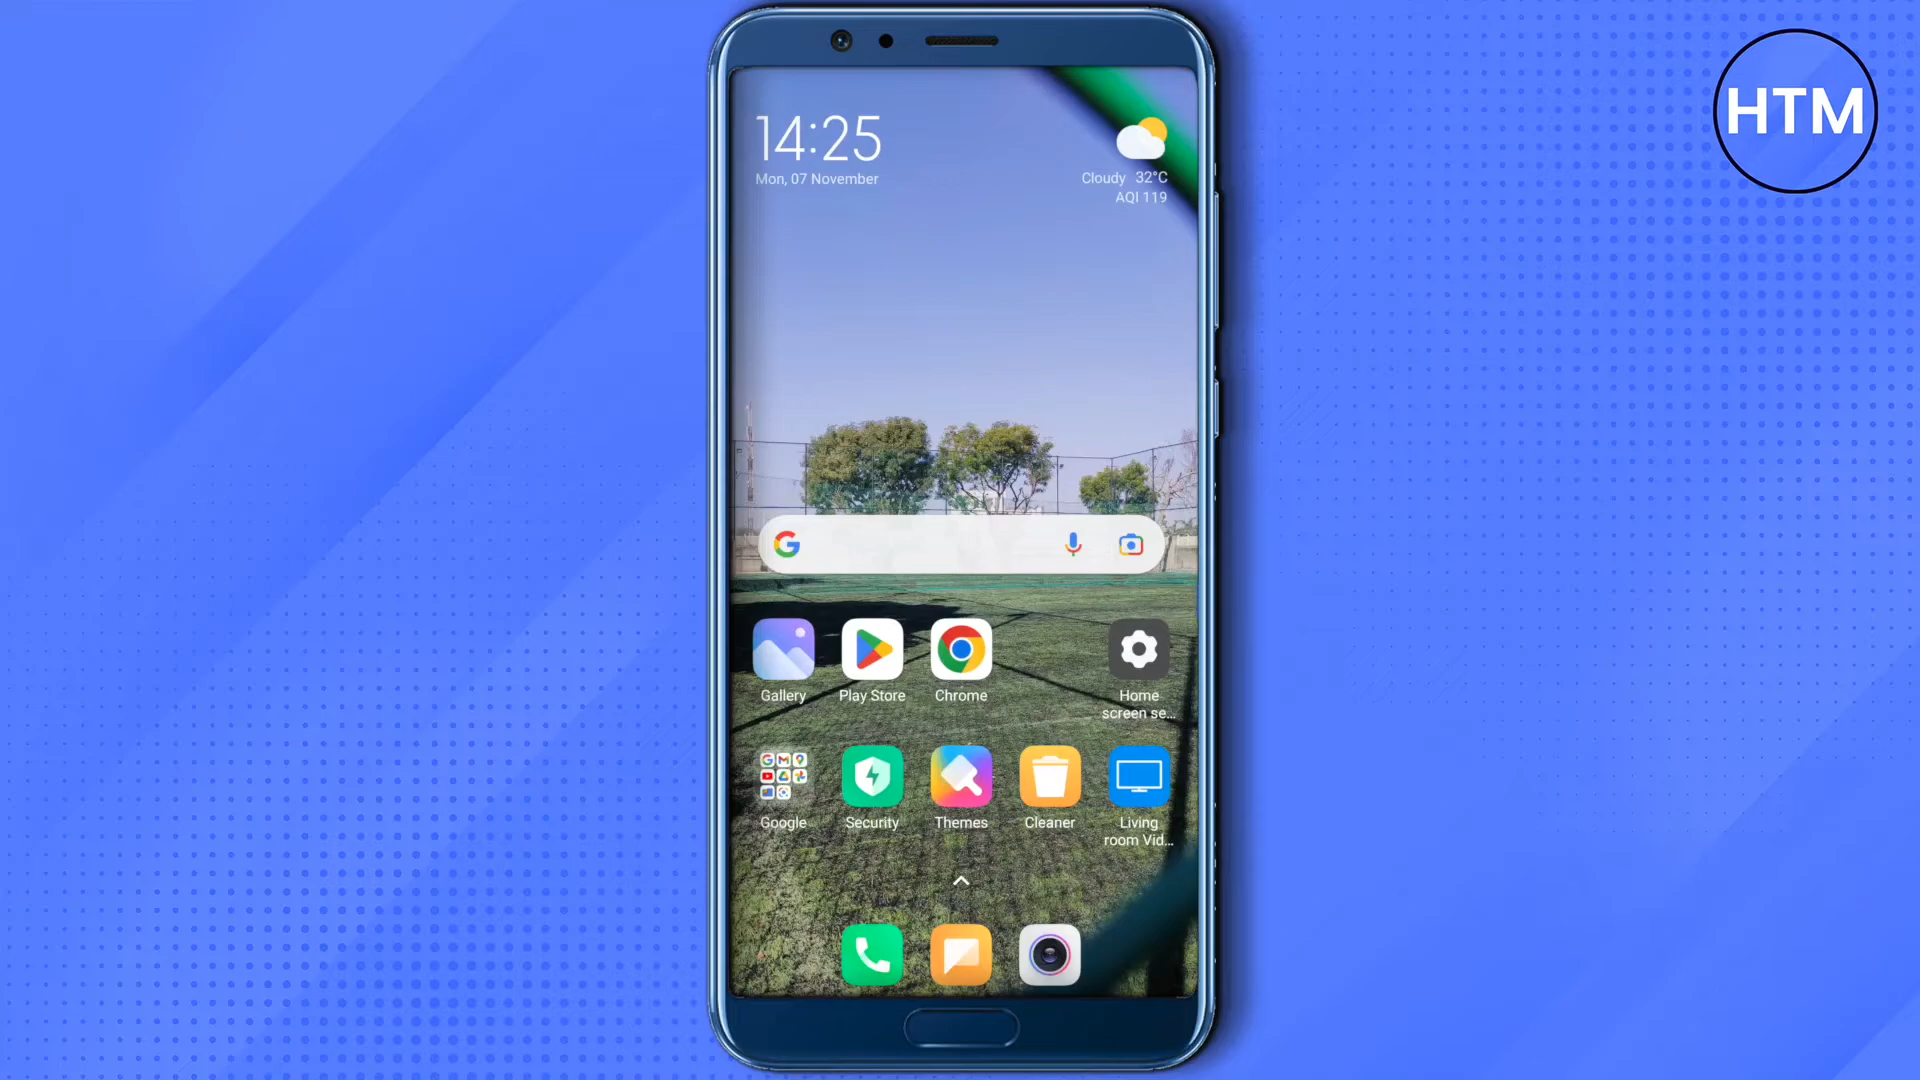 HTM
14:25
Mon, 07 November
Cloudy 32°C
AQI 119
Gallery
Play Store
Chrome
Home
screen se...
Google
Security
Themes
Cleaner
Living
room Vid...